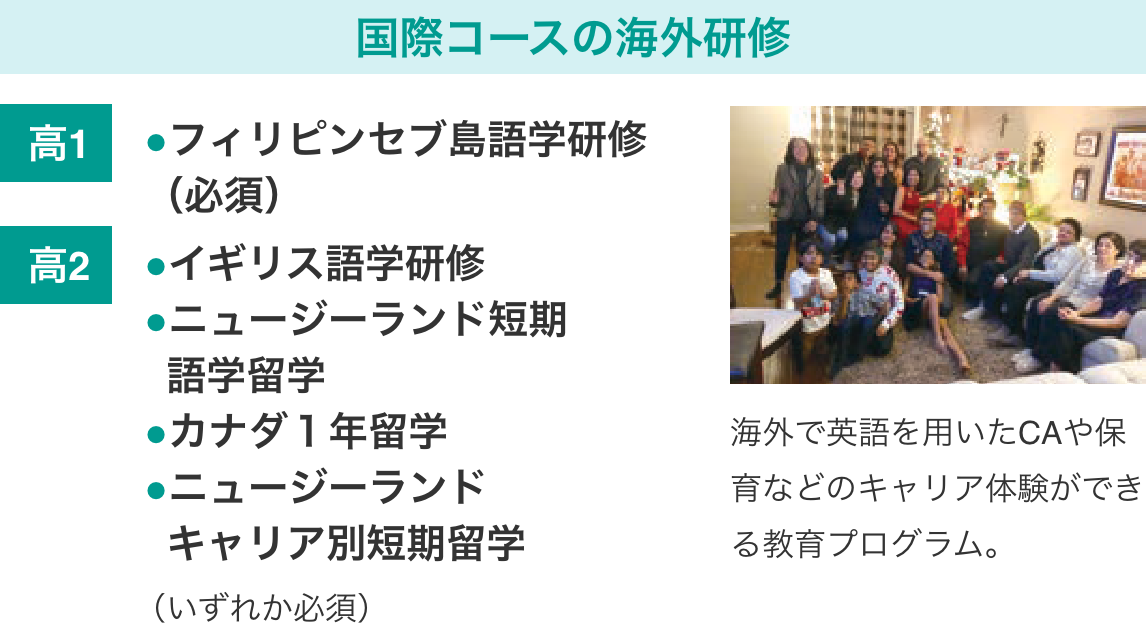 国際コースの海外研修
高1
●フィリピンセブ島語学研修
（必須）
高2
●イギリス語学研修
●ニュージーランド短期
語学留学
●カナダ１年留学
●ニュージーランド
キャリア別短期留学
（いずれか必須）
海外で英語を用いたCAや保
育などのキャリア体験ができ
る教育プログラム。